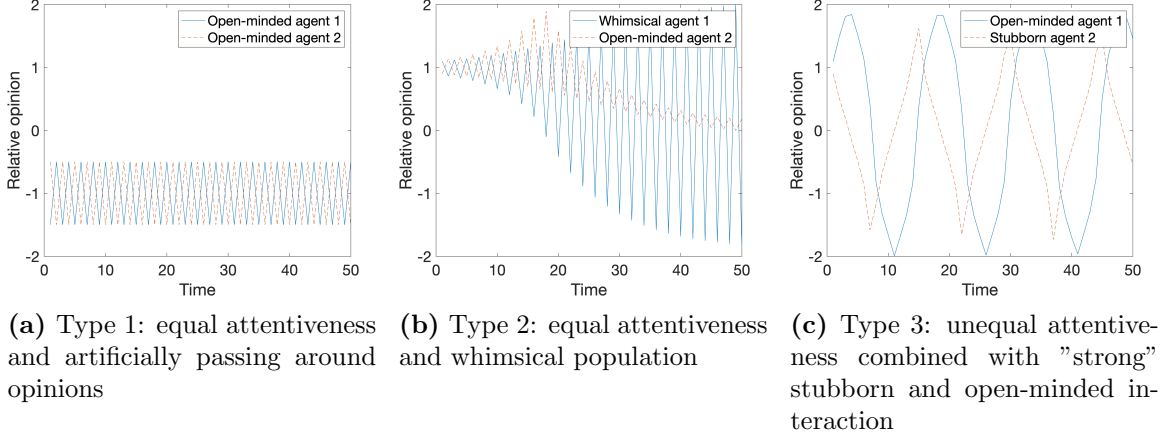 Open-minded agent 1
Open-minded agent 2
2
1
0
-1
-2
Relative opinion
0 10 20 30 40 50
Time
Whimsical agent 1
Open-minded agent 2
2
1
0
-1
-2
Relative opinion
0 10 20 30 40 50
Time
Open-minded agent 1
Stubborn agent 2
2
1
0
-1
-2
Relative opinion
0 10 20 30 40 50
Time
(a) Type 1: equal attentiveness
and artificially passing around
opinions
(b) Type 2: equal attentiveness
and whimsical population
(c) Type 3: unequal attentive-
ness combined with ”strong”
stubborn and open-minded in-
teraction